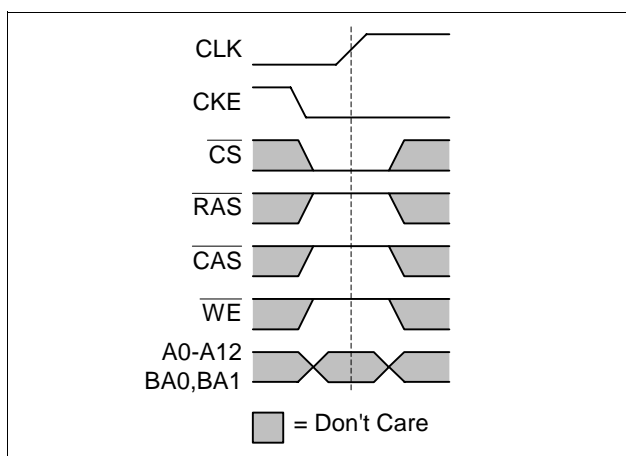 CLK
CKE
CS
RAS
CAS
WE
A0-A12
BA0,BA1
= Don't Care